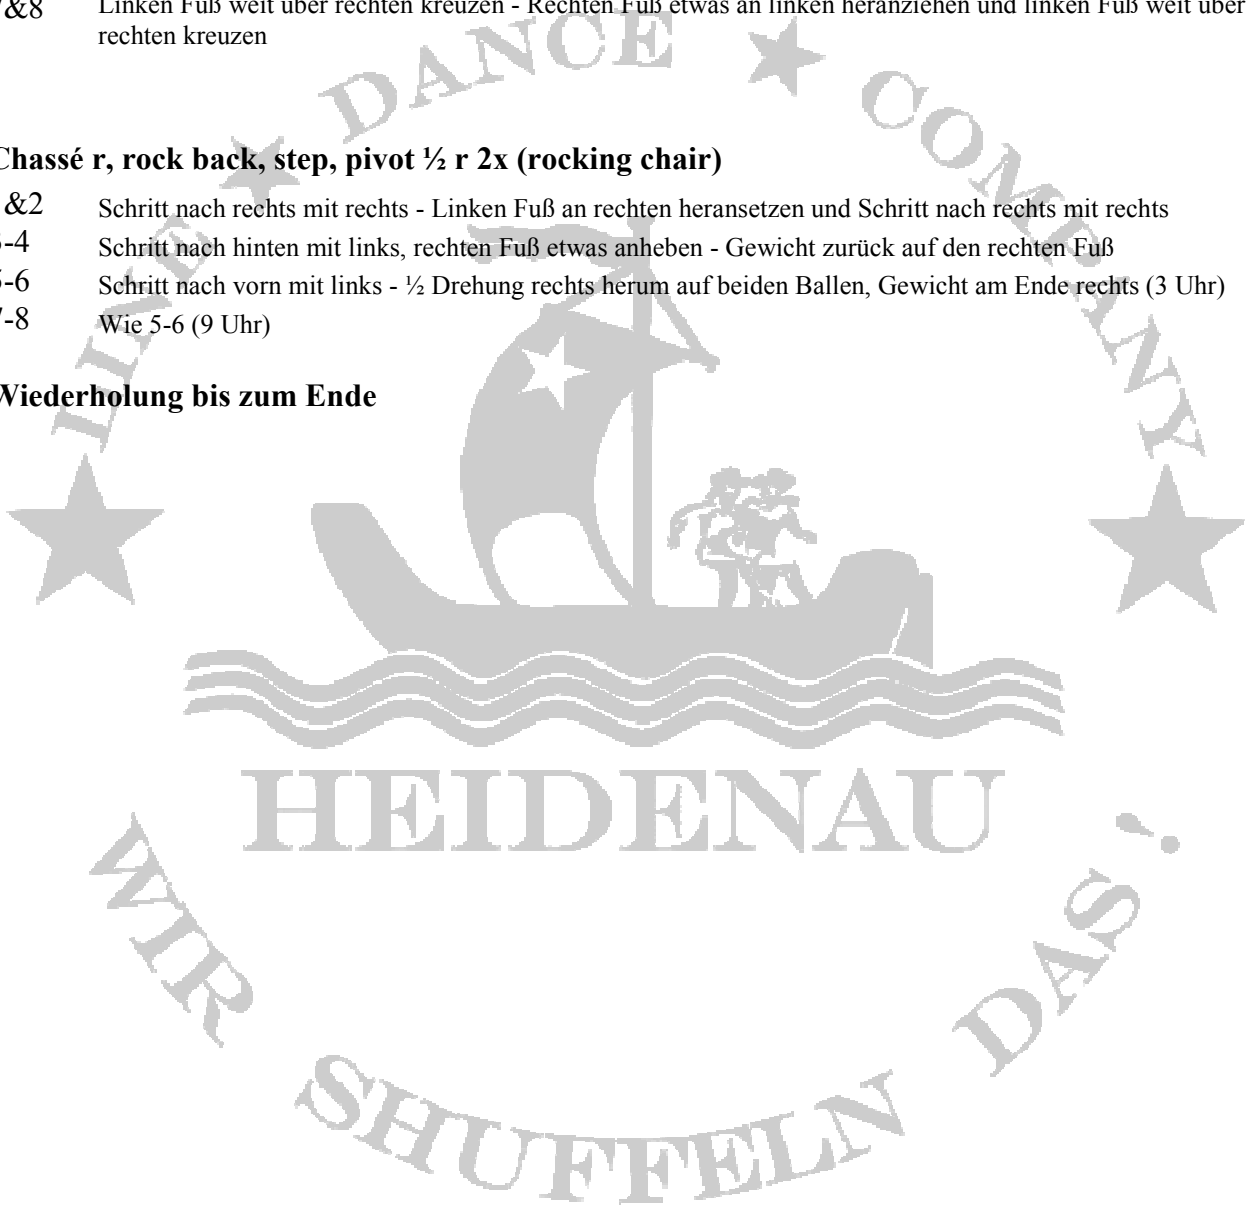 7&8 Linken Fuß weit über rechten kreuzen - Rechten Fuß etwas an linken heranziehen und linken Fuß weit über
rechten kreuzen
Chassé r, rock back, step, pivot ½ r 2x (rocking chair)
&2 Schritt nach rechts mit rechts - Linken Fuß an rechten heransetzen und Schritt nach rechts mit rechts
3-4 Schritt nach hinten mit links, rechten Fuß etwas anheben - Gewicht zurück auf den rechten Fuß
5-6 Schritt nach vorn mit links - ½ Drehung rechts herum auf beiden Ballen, Gewicht am Ende rechts (3 Uhr)
7-8 Wie 5-6 (9 Uhr)
Wiederholung bis zum Ende
LINE DANCE COMPANY
HEIDENAU
WIR SHUFFELN DAS !